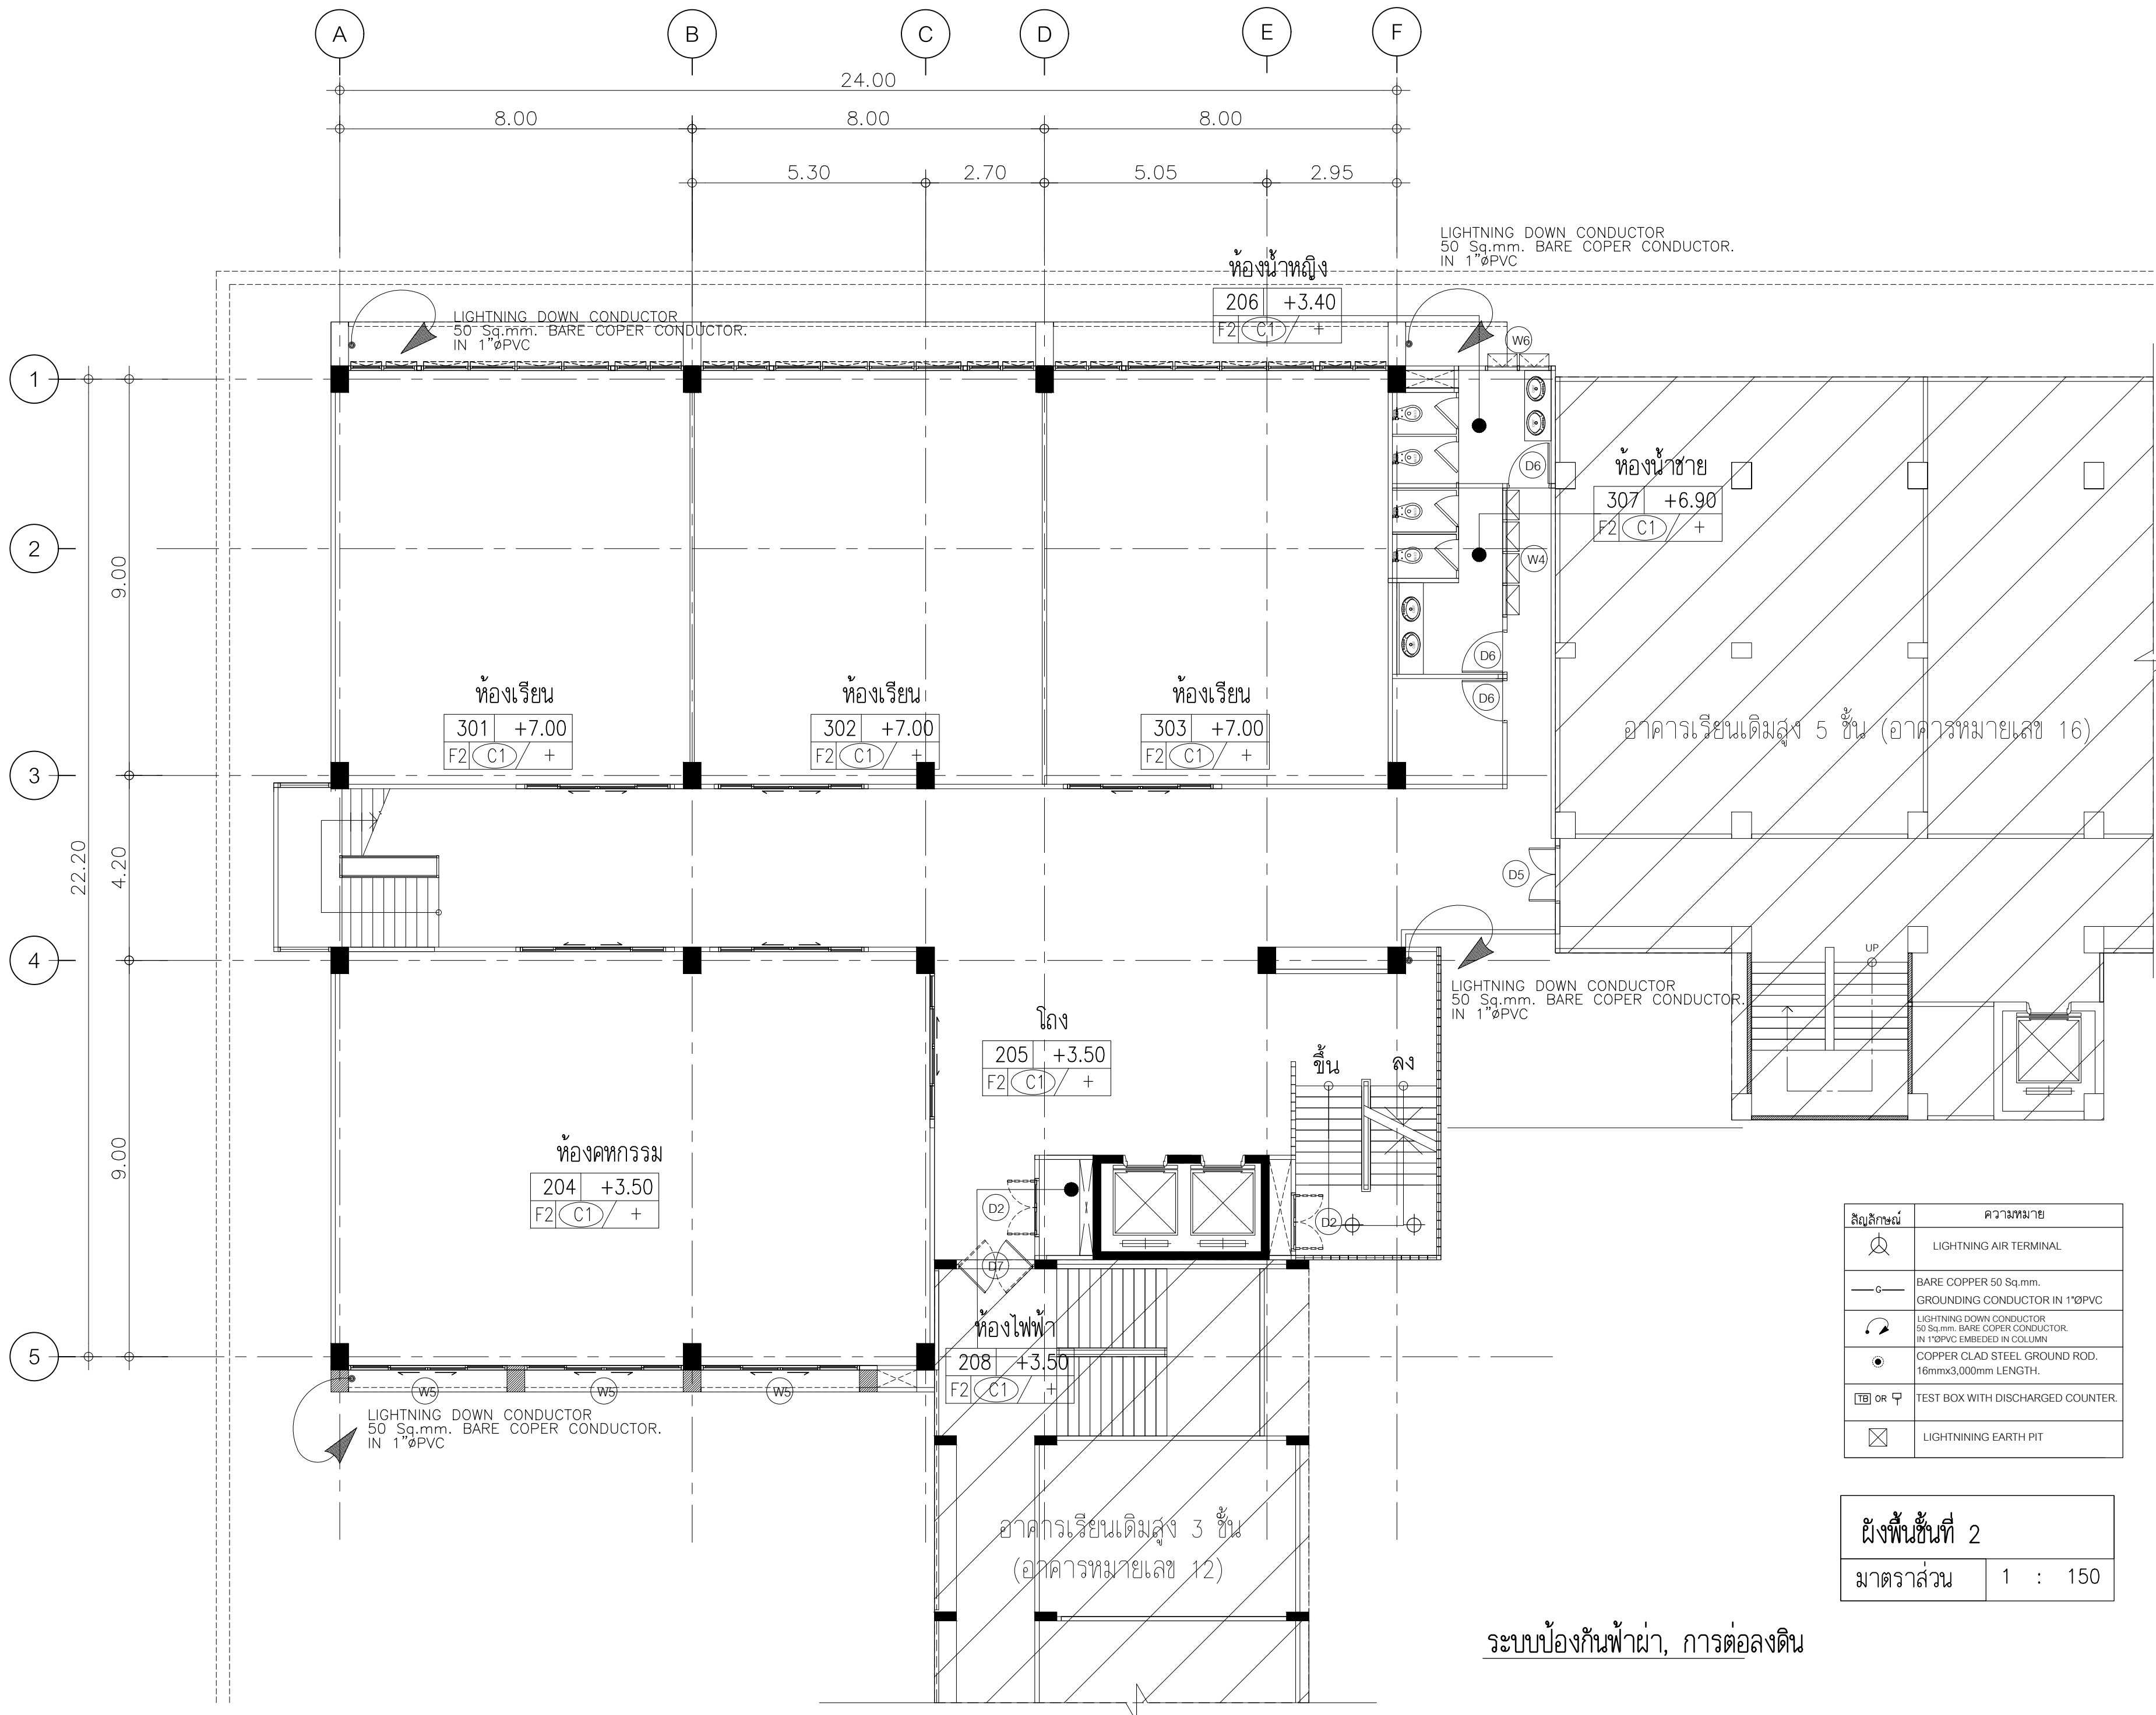 A B C D E F
24.00
8.00 8.00 8.00
5.30 2.70 5.05 2.95
LIGHTNING DOWN CONDUCTOR
50 Sq.mm. BARE COPER CONDUCTOR.
IN 1"øPVC
ห้องน้ำหญิง
206 +3.40
F2 C1 +
LIGHTNING DOWN CONDUCTOR
50 Sq.mm. BARE COPER CONDUCTOR.
IN 1"øPVC
W6
1
D6
ห้องน้ำชาย
307 +6.90
F2 C1 +
2
W4
9.00
D6
D6
ห้องเรียน
301 +7.00
F2 C1 +
ห้องเรียน
302 +7.00
F2 C1 +
ห้องเรียน
303 +7.00
F2 C1 +
อาคารเรียนเดิมสูง 5 ชั้น (อาคารหมายเลข 16)
3
22.20
4.20
D5
4
UP
LIGHTNING DOWN CONDUCTOR
50 Sq.mm. BARE COPER CONDUCTOR.
IN 1"øPVC
โถง
205 +3.50
F2 C1 +
ขึ้น ลง
9.00
ห้องคหกรรม
204 +3.50
F2 C1 +
D2
D2
D7
ห้องไฟฟ้า
208 +3.50
F2 C1 +
5
W5 W5 W5
LIGHTNING DOWN CONDUCTOR
50 Sq.mm. BARE COPER CONDUCTOR.
IN 1"øPVC
อาคารเรียนเดิมสูง 3 ชั้น
(อาคารหมายเลข 12)
สัญลักษณ์ ความหมาย
LIGHTNING AIR TERMINAL
G BARE COPPER 50 Sq.mm.
GROUNDING CONDUCTOR IN 1"ØPVC
LIGHTNING DOWN CONDUCTOR
50 Sq.mm. BARE COPER CONDUCTOR.
IN 1"ØPVC EMBEDED IN COLUMN
COPPER CLAD STEEL GROUND ROD.
16mmx3,000mm LENGTH.
TB OR TEST BOX WITH DISCHARGED COUNTER.
LIGHTNINING EARTH PIT
ผังพื้นชั้นที่ 2
มาตราส่วน 1 : 150
ระบบป้องกันฟ้าผ่า, การต่อลงดิน